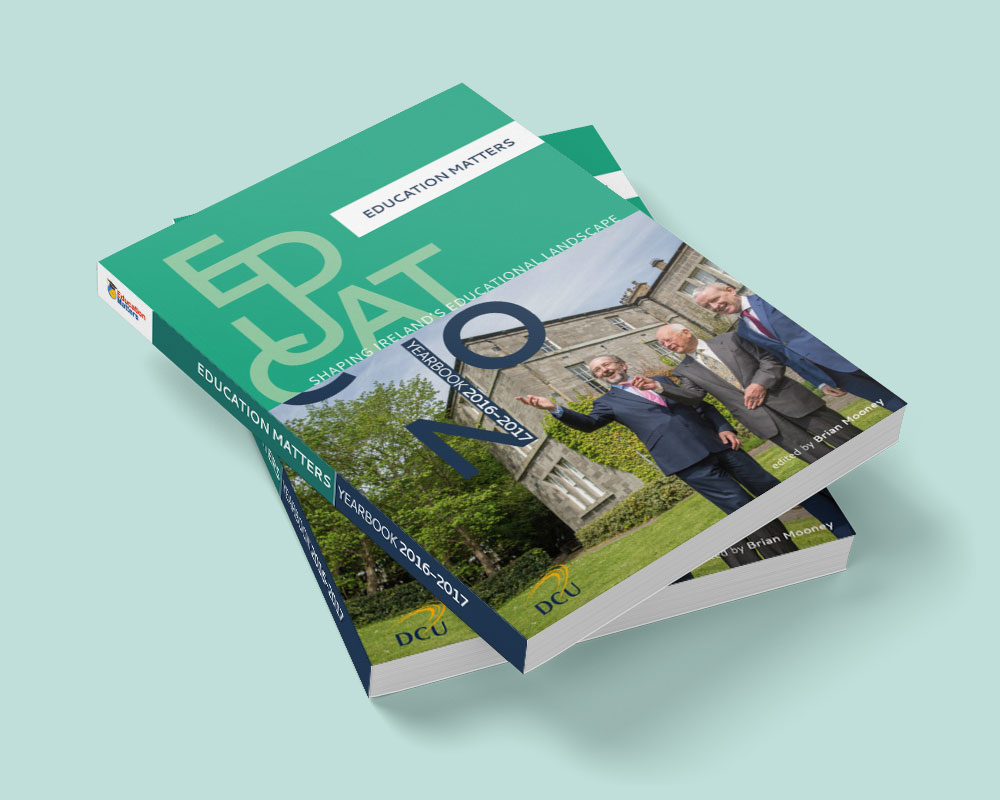 EDUCATION MATTERS
EDUCATION
SHAPING IRELAND'S EDUCATIONAL LANDSCAPE
YEARBOOK 2016–2017
edited by Brian Mooney
DCU
Education Matters
EDUCATION MATTERS YEARBOOK 2016–2017
YEARBOOK 2016–2017
by Brian Mooney
DCU